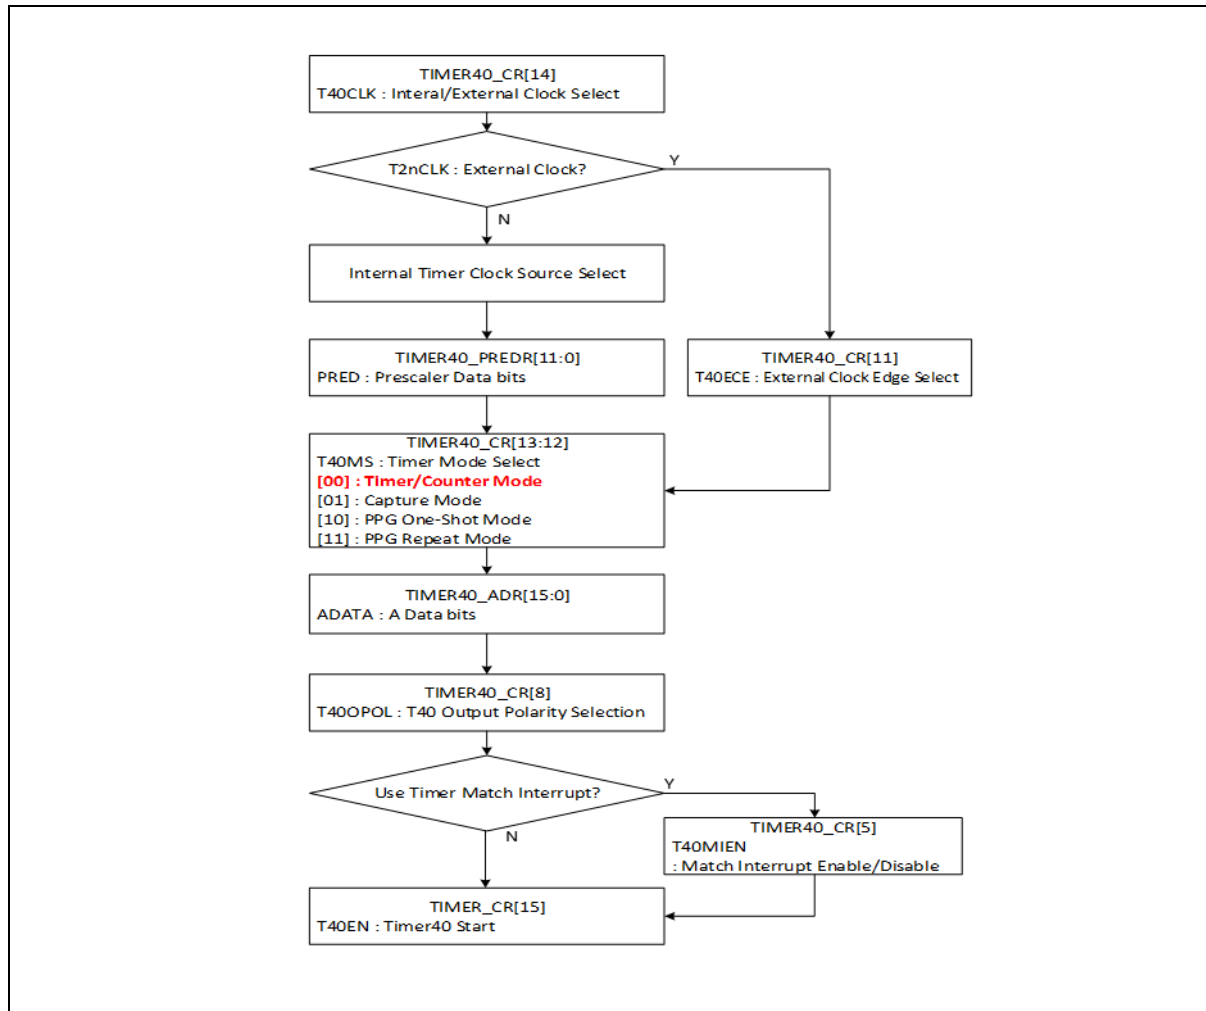 TIMER40_CR[14]
T40CLK : Interal/External Clock Select
T2nCLK : External Clock?
Y
N
Internal Timer Clock Source Select
TIMER40_PREDR[11:0]
PRED : Prescaler Data bits
TIMER40_CR[11]
T40ECE : External Clock Edge Select
TIMER40_CR[13:12]
T40MS : Timer Mode Select
[00] : Timer/Counter Mode
[01] : Capture Mode
[10] : PPG One-Shot Mode
[11] : PPG Repeat Mode
TIMER40_ADR[15:0]
ADATA : A Data bits
TIMER40_CR[8]
T40OPOL : T40 Output Polarity Selection
Use Timer Match Interrupt?
Y
N
TIMER40_CR[5]
T40MIEN
: Match Interrupt Enable/Disable
TIMER_CR[15]
T40EN : Timer40 Start